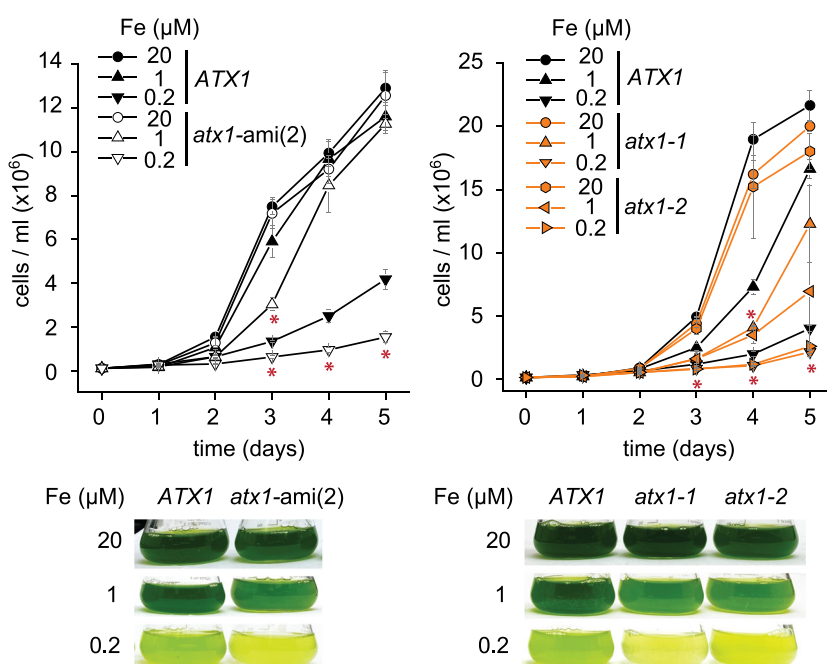 Fe (µM)
20
1
0.2
ATX1
20
1
0.2
atx1-ami(2)
cells / ml (x10⁶)
14
12
10
8
6
4
2
0
*
*
*
*
0 1 2 3 4 5
time (days)
Fe (µM)
20
1
0.2
ATX1
20
1
0.2
atx1-1
20
1
0.2
atx1-2
cells / ml (x10⁶)
25
20
15
10
5
0
*
*
*
*
0 1 2 3 4 5
time (days)
Fe (µM) ATX1 atx1-ami(2)
20
1
0.2
Fe (µM) ATX1 atx1-1 atx1-2
20
1
0.2